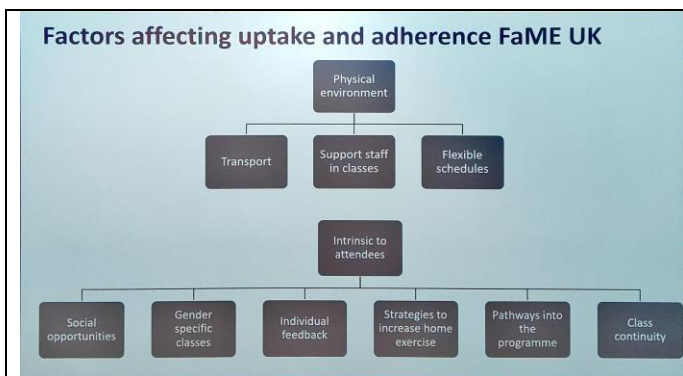 Factors affecting uptake and adherence FaME UK
Physical
environment
Transport
Support staff
in classes
Flexible
schedules
Intrinsic to
attendees
Social
opportunities
Gender
specific
classes
Individual
feedback
Strategies to
increase home
exercise
Pathways into
the
programme
Class
continuity